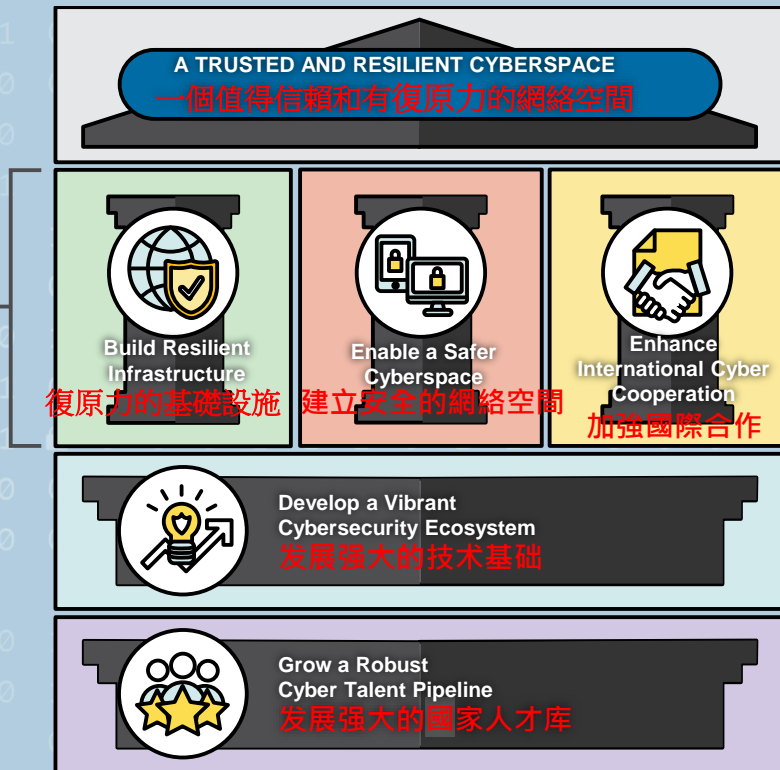 A TRUSTED AND RESILIENT CYBERSPACE
一個值得信賴和有復原力的網絡空間
Build Resilient
Infrastructure
復原力的基礎設施
Enable a Safer
Cyberspace
建立安全的網絡空間
Enhance
International Cyber
Cooperation
加強國際合作
Develop a Vibrant
Cybersecurity Ecosystem
发展强大的技术基础
Grow a Robust
Cyber Talent Pipeline
发展强大的國家人才库